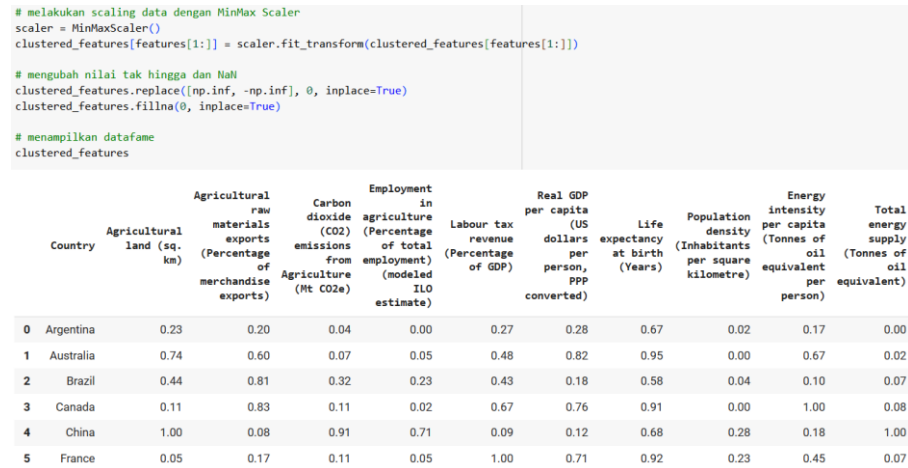 # melakukan scaling data dengan MinMax Scaler
scaler = MinMaxScaler()
clustered_features[features[1:]] = scaler.fit_transform(clustered_features[features[1:]])
# mengubah nilai tak hingga dan NaN
clustered_features.replace([np.inf, -np.inf], 0, inplace=True)
clustered_features.fillna(0, inplace=True)
# menampilkan datafame
clustered_features
Country Agricultural land (sq. km) Agricultural raw materials exports (Percentage of merchandise exports) Carbon dioxide (CO2) emissions from Agriculture (Mt CO2e) Employment in agriculture (Percentage of total employment) (modeled ILO estimate) Labour tax revenue (Percentage of GDP) Real GDP per capita (US dollars per person, PPP converted) Life expectancy at birth (Years) Population density (Inhabitants per square kilometre) Energy intensity per capita (Tonnes of oil equivalent per person) Total energy supply (Tonnes of oil equivalent)
0 Argentina 0.23 0.20 0.04 0.00 0.27 0.28 0.67 0.02 0.17 0.00
1 Australia 0.74 0.60 0.07 0.05 0.48 0.82 0.95 0.00 0.67 0.02
2 Brazil 0.44 0.81 0.32 0.23 0.43 0.18 0.58 0.04 0.10 0.07
3 Canada 0.11 0.83 0.11 0.02 0.67 0.76 0.91 0.00 1.00 0.08
4 China 1.00 0.08 0.91 0.71 0.09 0.12 0.68 0.28 0.18 1.00
5 France 0.05 0.17 0.11 0.05 1.00 0.71 0.92 0.23 0.45 0.07